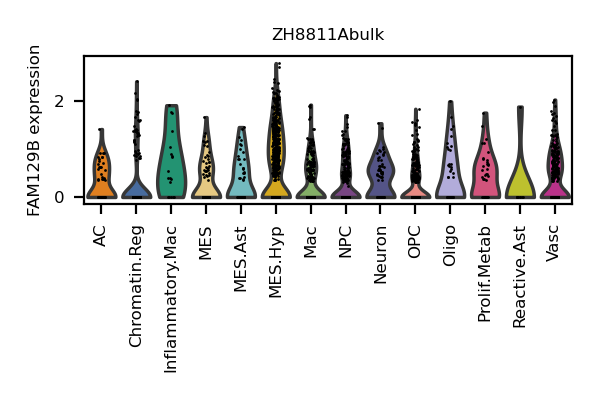 ZH8811Abulk
FAM129B expression
2
0
AC
Chromatin.Reg
Inflammatory.Mac
MES
MES.Ast
MES.Hyp
Mac
NPC
Neuron
OPC
Oligo
Prolif.Metab
Reactive.Ast
Vasc